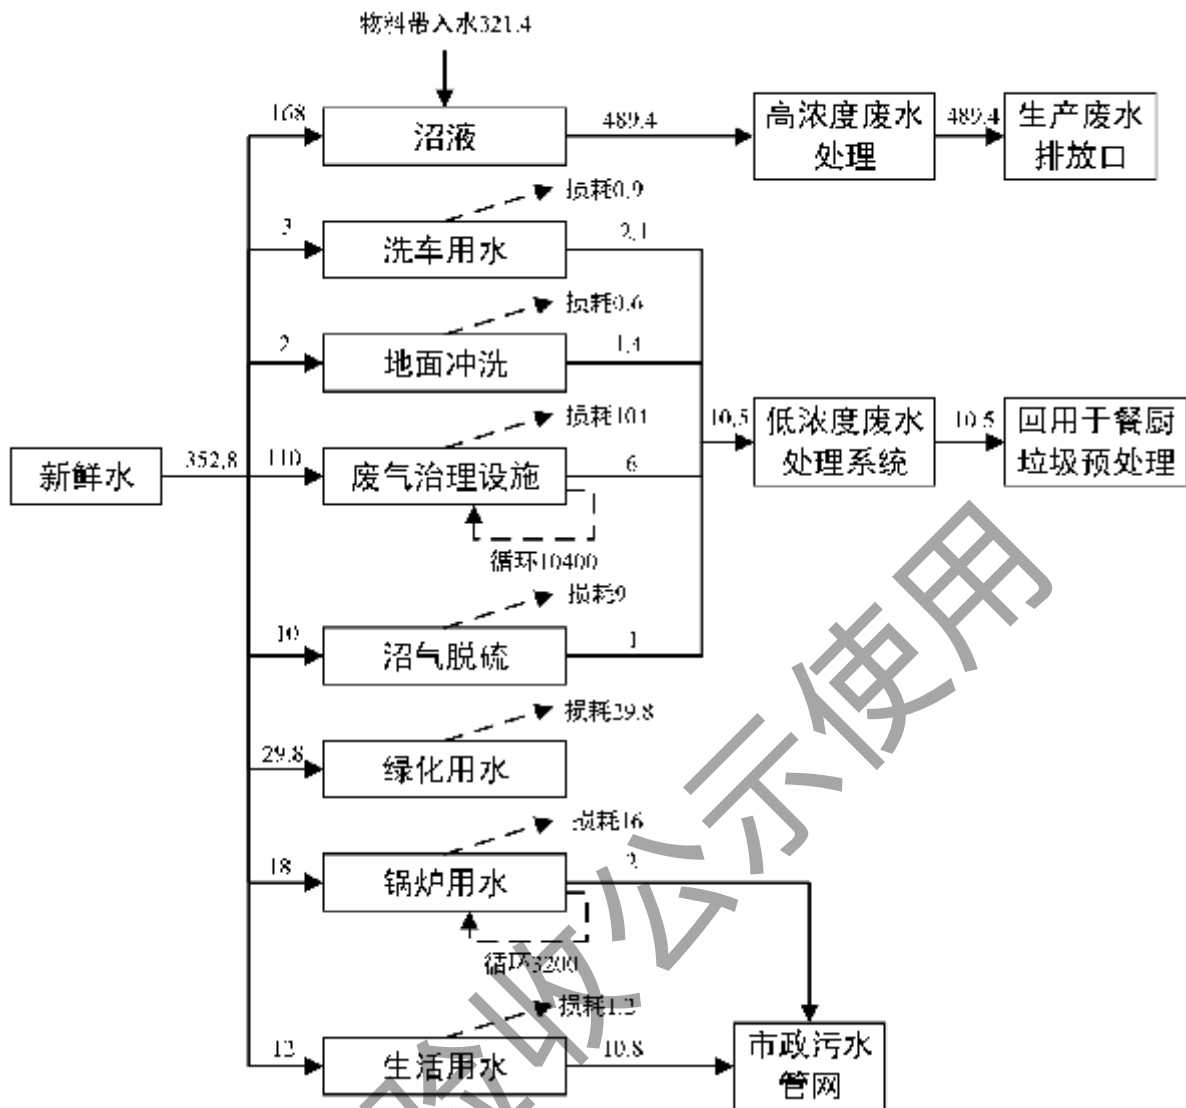 物料带入水321.4
168
沼液
489.4
高浓度废水
处理
489.4
生产废水
排放口
损耗0.9
3
洗车用水
2.1
损耗0.6
2
地面冲洗
1.4
损耗104
新鲜水
352.8
110
废气治理设施
6
10.5
低浓度废水
处理系统
10.5
回用于餐厨
垃圾预处理
循环10400
损耗9
10
沼气脱硫
1
损耗29.8
29.8
绿化用水
损耗16
18
锅炉用水
2
循环3200
损耗1.2
12
生活用水
10.8
市政污水
管网
验收公示使用